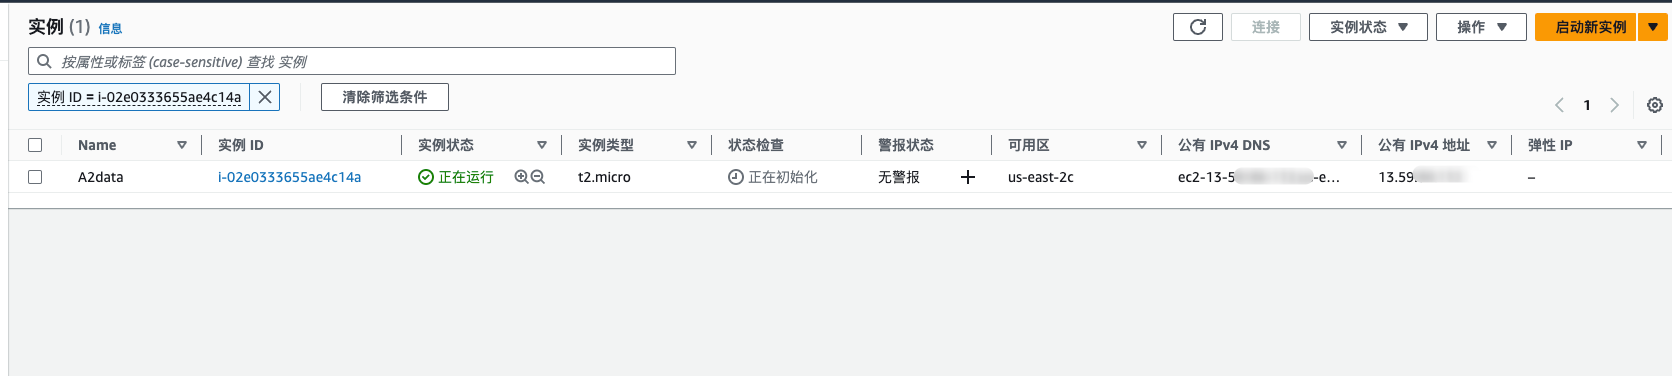 实例 (1) 信息
连接 实例状态 操作 启动新实例
按属性或标签 (case-sensitive) 查找 实例
实例 ID = i-02e0333655ae4c14a 清除筛选条件
1
Name 实例 ID 实例状态 实例类型 状态检查 警报状态 可用区 公有 IPv4 DNS 公有 IPv4 地址 弹性 IP
A2data i-02e0333655ae4c14a 正在运行 t2.micro 正在初始化 无警报 us-east-2c ec2-13-5 -e… 13.59. –